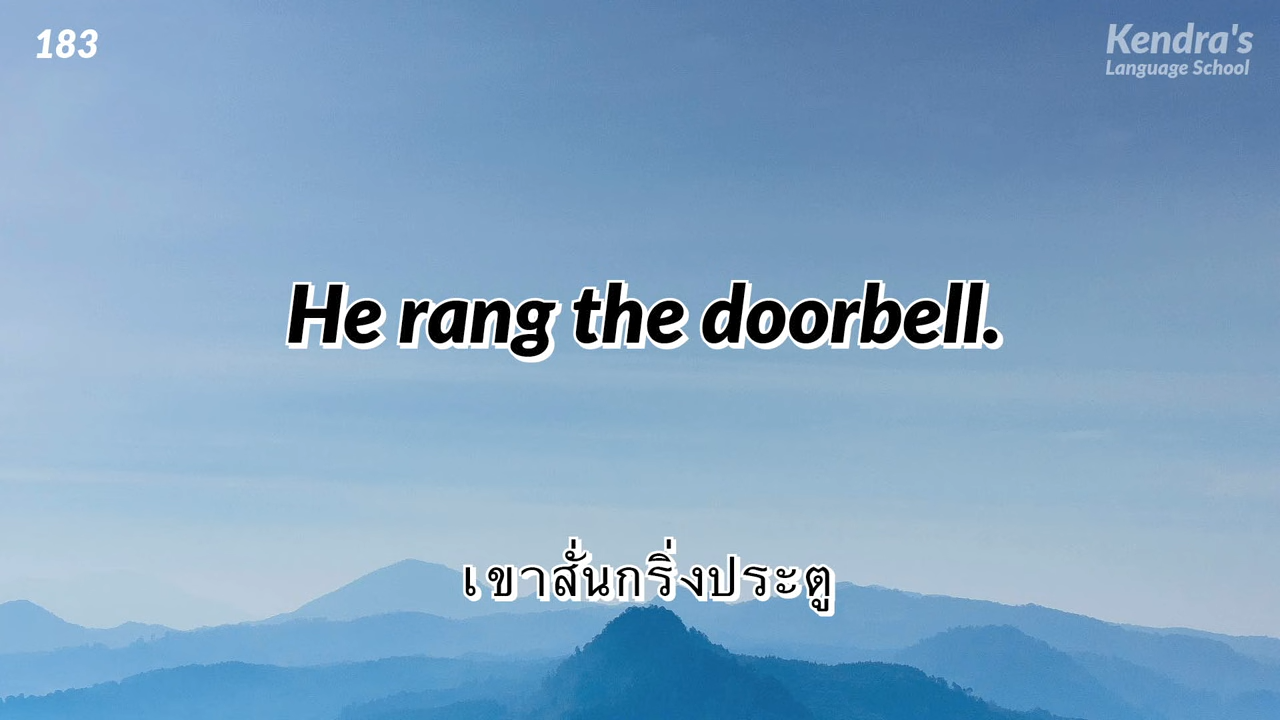 183
Kendra's
Language School
He rang the doorbell.
เขาสั่นกริ่งประตู